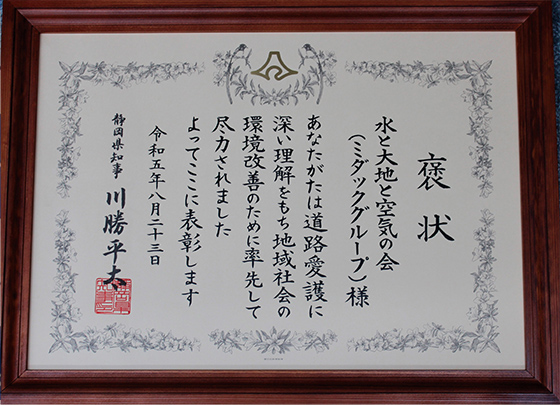 褒状
水と大地と空気の会
(ミダックグループ)様
あなたがたは道路愛護に
深い理解をもち地域社会の
環境改善のために率先して
尽力されました
よってここに表彰します
令和五年八月二十三日
静岡県知事 川勝平太